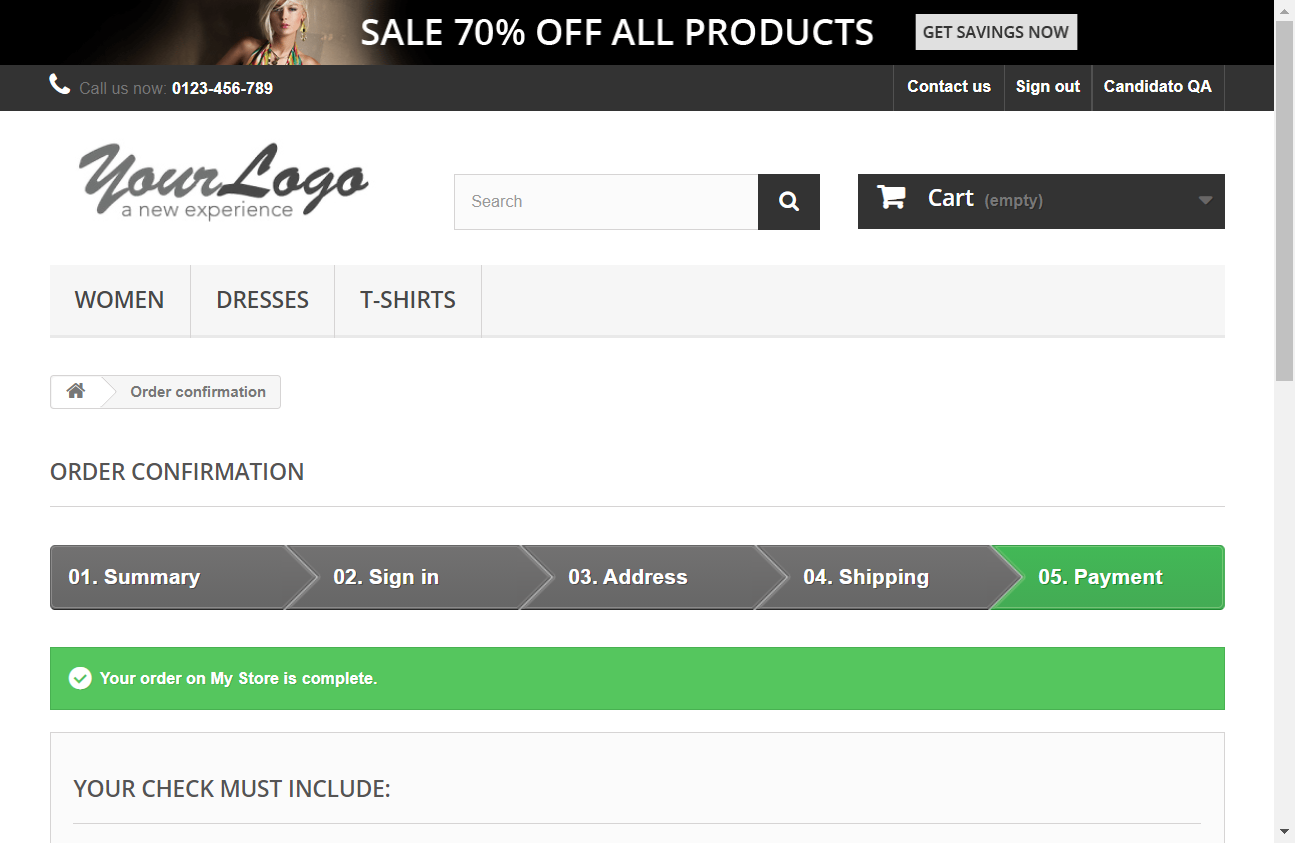 SALE 70% OFF ALL PRODUCTS GET SAVINGS NOW
Call us now: 0123-456-789 Contact us Sign out Candidato QA
Your Logo
a new experience
Search Cart (empty)
WOMEN DRESSES T-SHIRTS
Order confirmation
ORDER CONFIRMATION
01. Summary 02. Sign in 03. Address 04. Shipping 05. Payment
Your order on My Store is complete.
YOUR CHECK MUST INCLUDE: